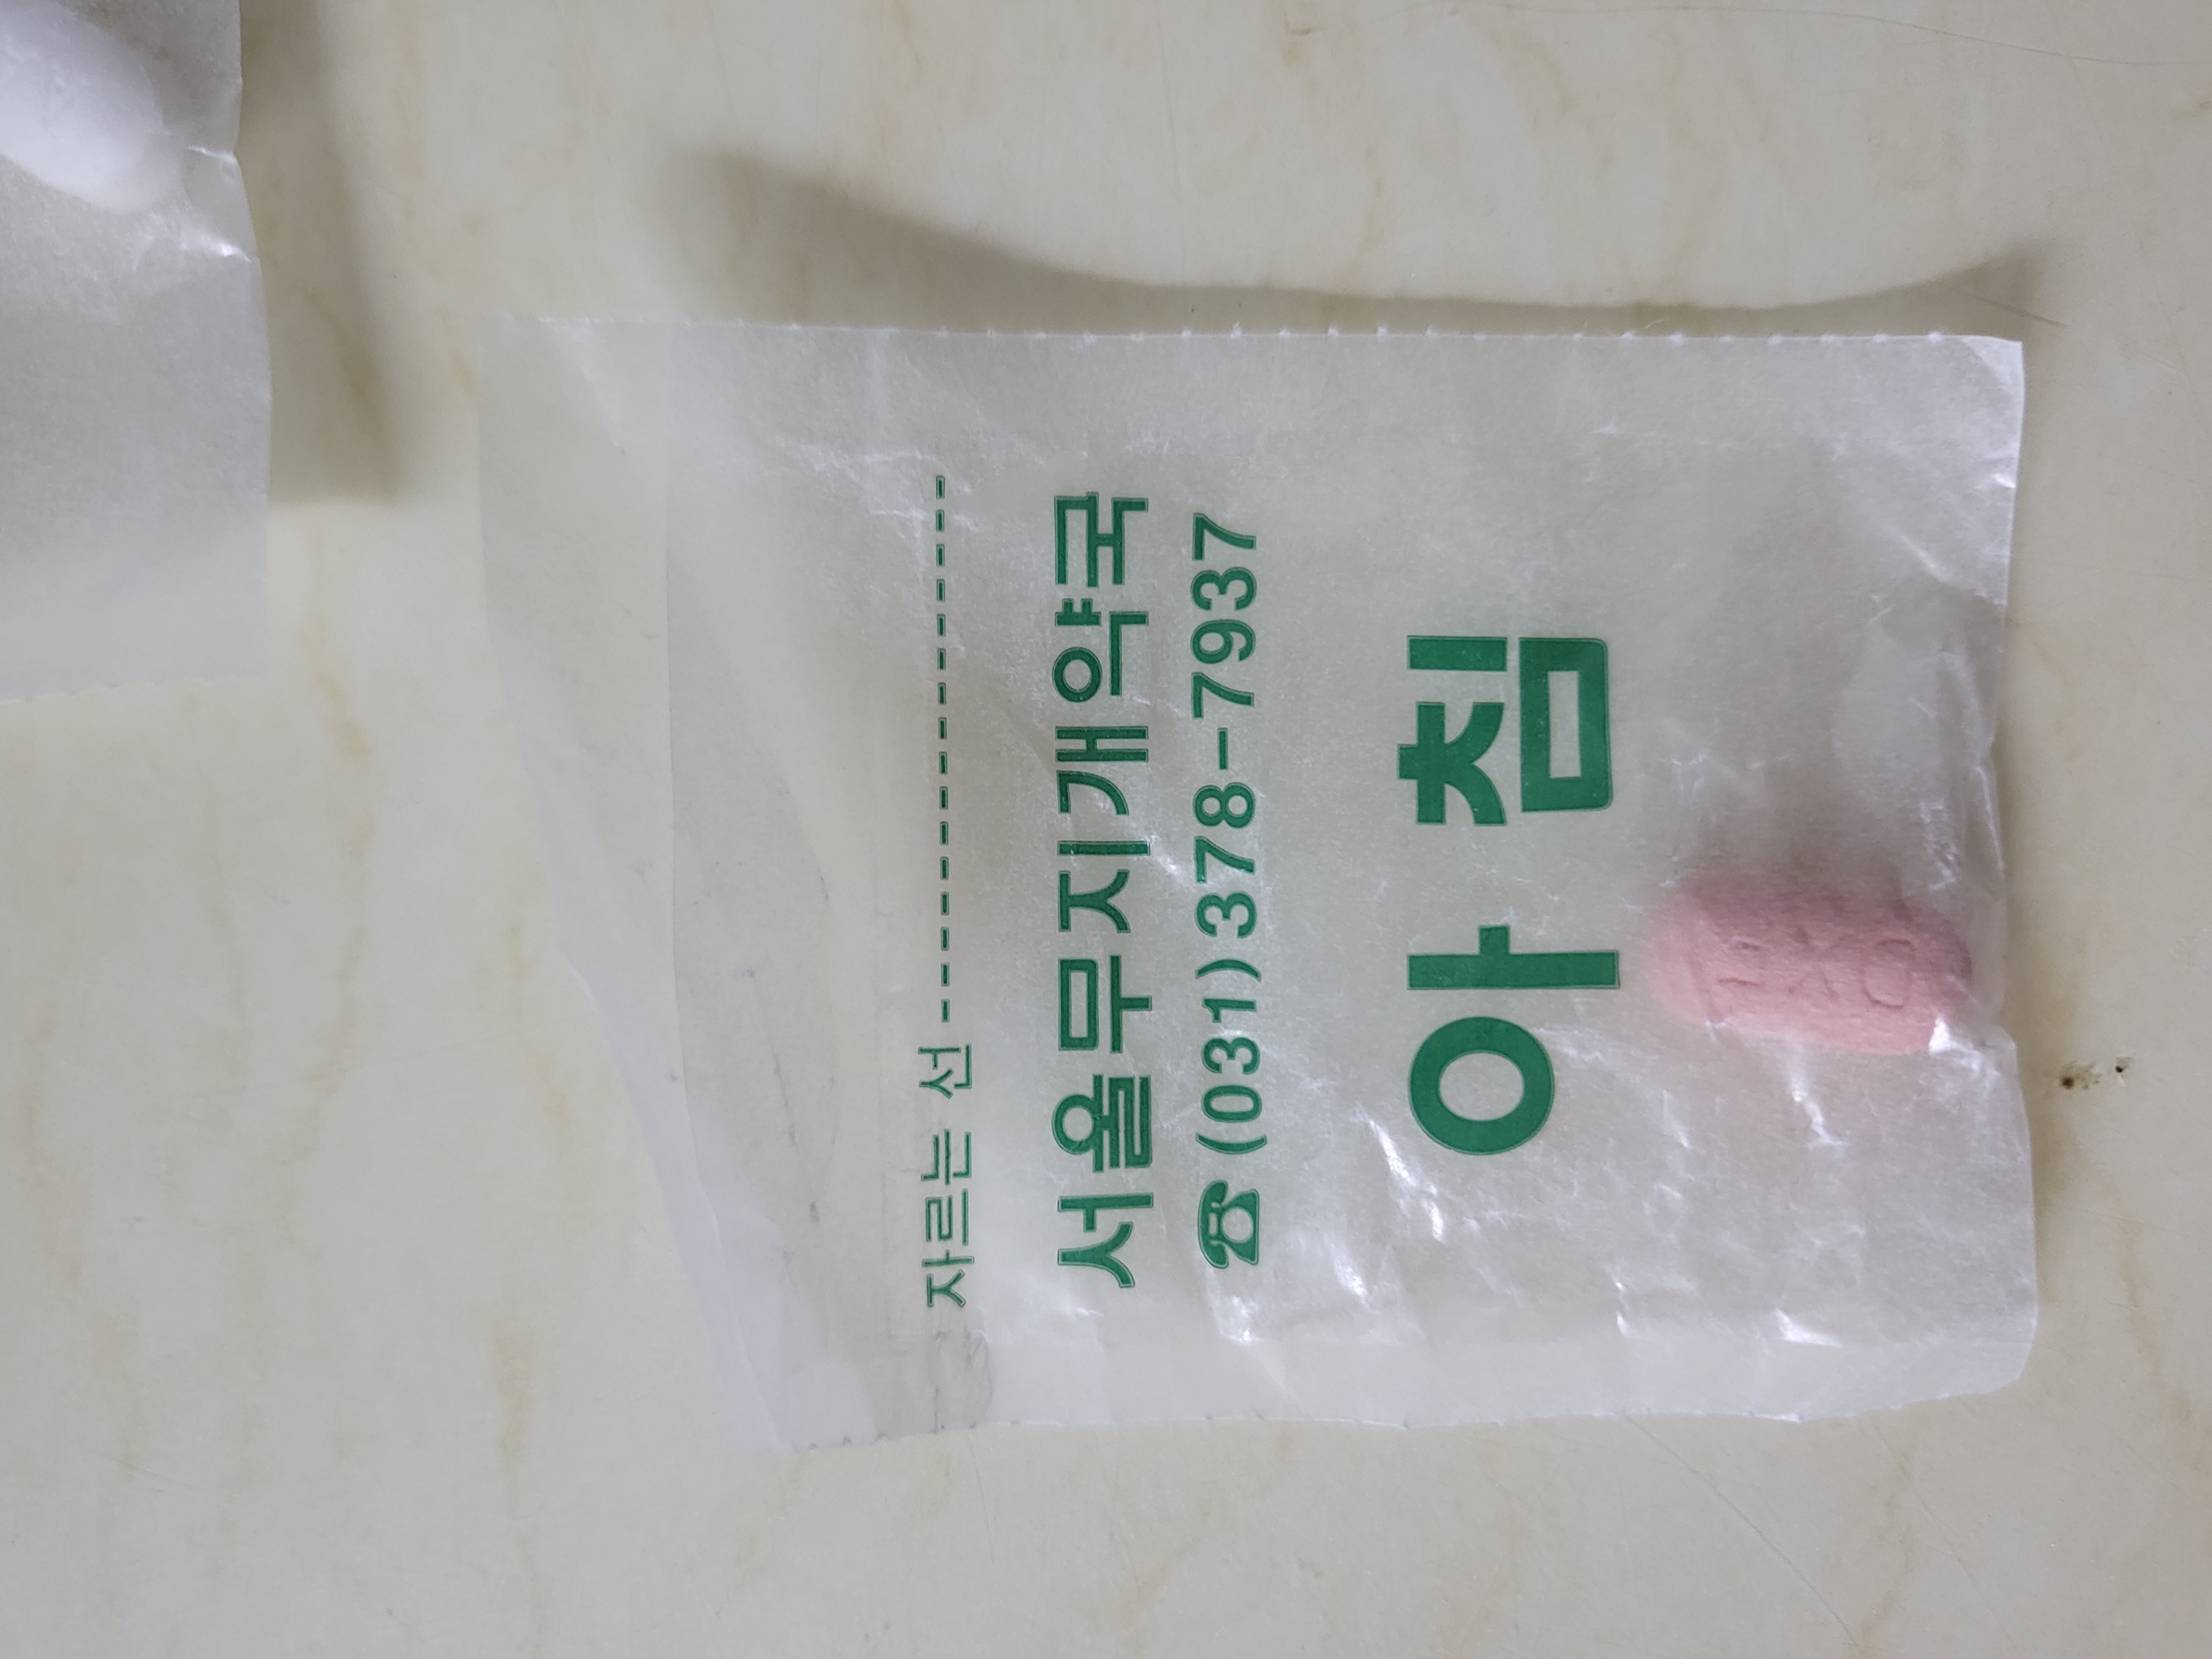 자르는 선 --------------------
서울무지개약국
☎ (031) 378-7937
아 침